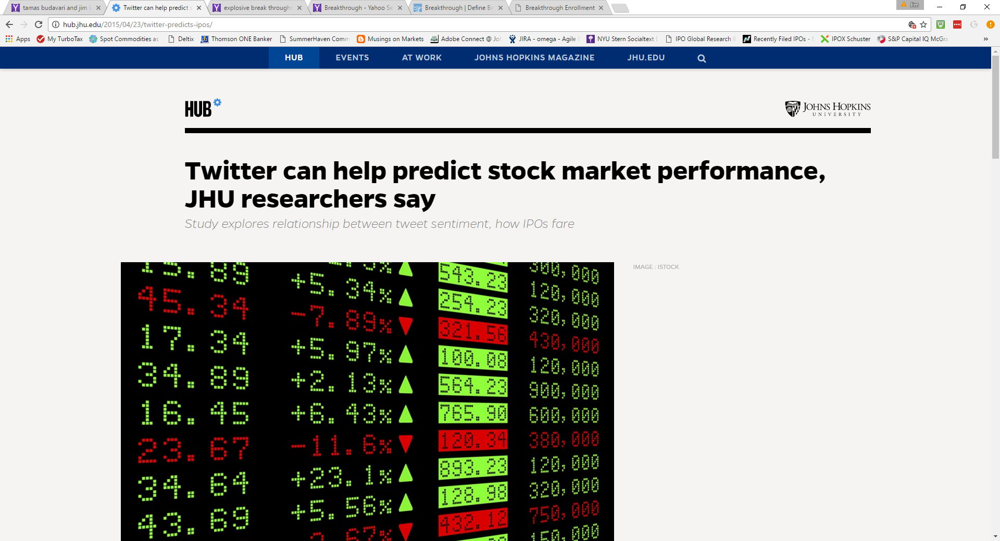 tamas budavari and jim
Twitter can help predict
explosive break through
Breakthrough - Yahoo Se
Breakthrough | Define Br
Breakthrough Enrollment
Jim
hub.jhu.edu/2015/04/23/twitter-predicts-ipos/
Apps
My TurboTax
Spot Commodities as
Deltix
Thomson ONE Banker
SummerHaven Comm
Musings on Markets
Adobe Connect @ Jo
JIRA - omega - Agile
NYU Stern Socialtext
IPO Global Research
Recently Filed IPOs -
IPOX Schuster
S&P Capital IQ McGra
»
HUB EVENTS AT WORK JOHNS HOPKINS MAGAZINE JHU.EDU
HUB
JOHNS HOPKINS
UNIVERSITY
Twitter can help predict stock market performance,
JHU researchers say
Study explores relationship between tweet sentiment, how IPOs fare
IMAGE : ISTOCK
15.89 543.23 300,000
+5.34% 254.23 120,000
45.34 -7.89% 321.56 320,000
17.34 +5.97% 100.08 430,000
34.89 +2.13% 564.23 120,000
16.45 +6.43% 765.90 900,000
23.67 -11.6% 120.34 600,000
34.64 +23.1% 893.23 380,000
43.69 +5.56% 128.98 120,000
432.12 320,000
750,000
150,000